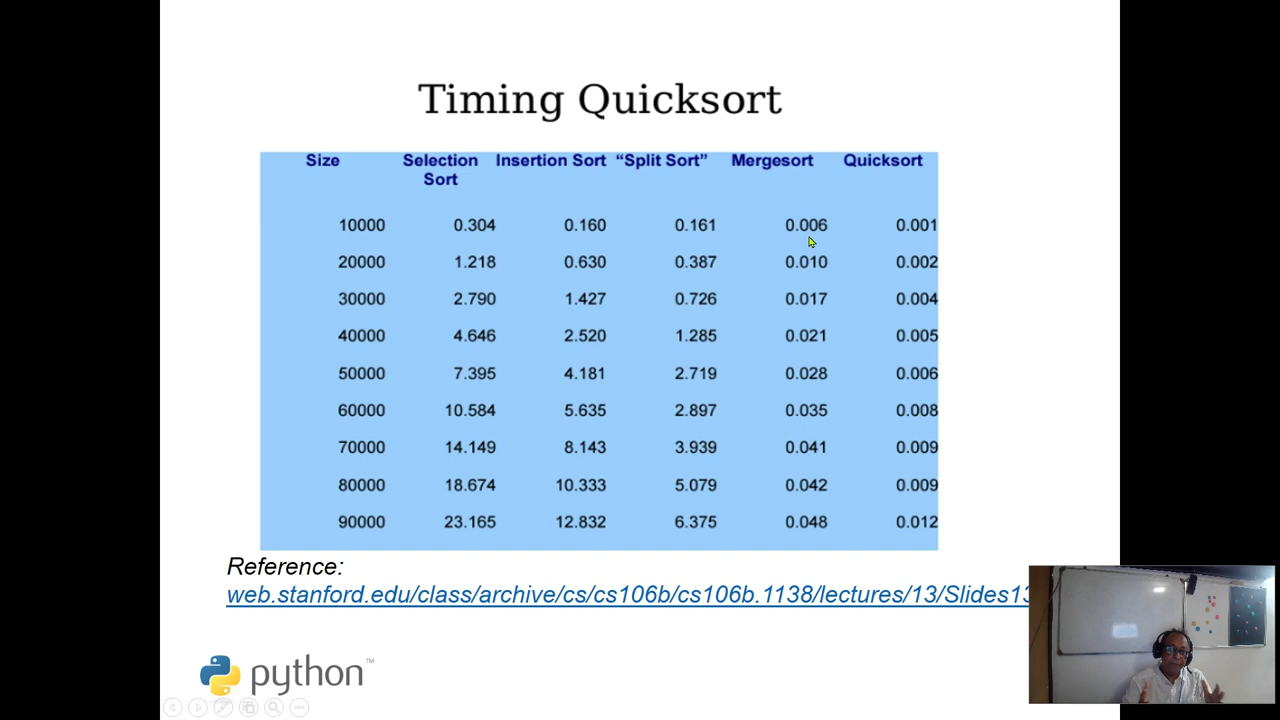 Timing Quicksort
Size Selection Sort Insertion Sort “Split Sort” Mergesort Quicksort
10000 0.304 0.160 0.161 0.006 0.001
20000 1.218 0.630 0.387 0.010 0.002
30000 2.790 1.427 0.726 0.017 0.004
40000 4.646 2.520 1.285 0.021 0.005
50000 7.395 4.181 2.719 0.028 0.006
60000 10.584 5.635 2.897 0.035 0.008
70000 14.149 8.143 3.939 0.041 0.009
80000 18.674 10.333 5.079 0.042 0.009
90000 23.165 12.832 6.375 0.048 0.012
Reference:
web.stanford.edu/class/archive/cs/cs106b/cs106b.1138/lectures/13/Slides13
python™